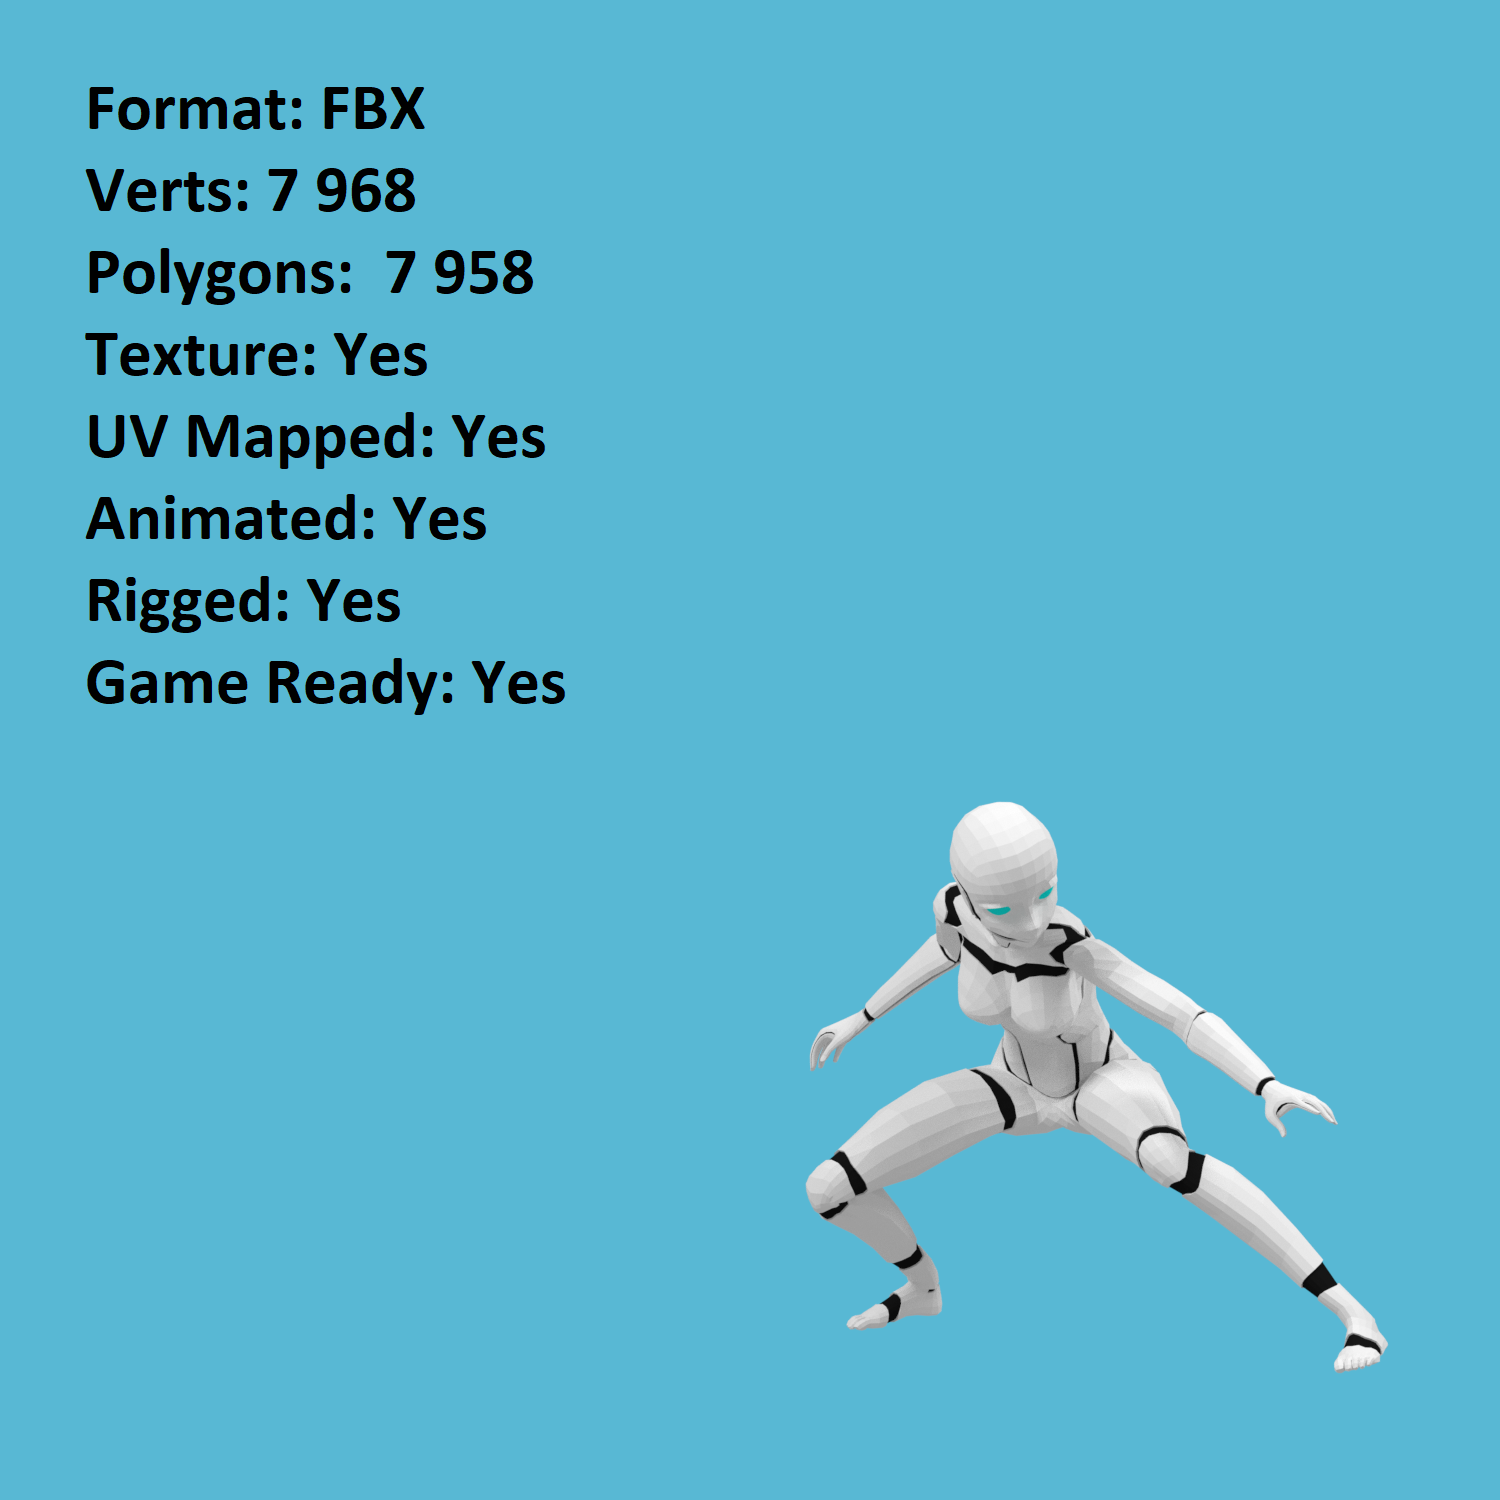 Format: FBX
Verts: 7 968
Polygons:  7 958
Texture: Yes
UV Mapped: Yes
Animated: Yes
Rigged: Yes
Game Ready: Yes